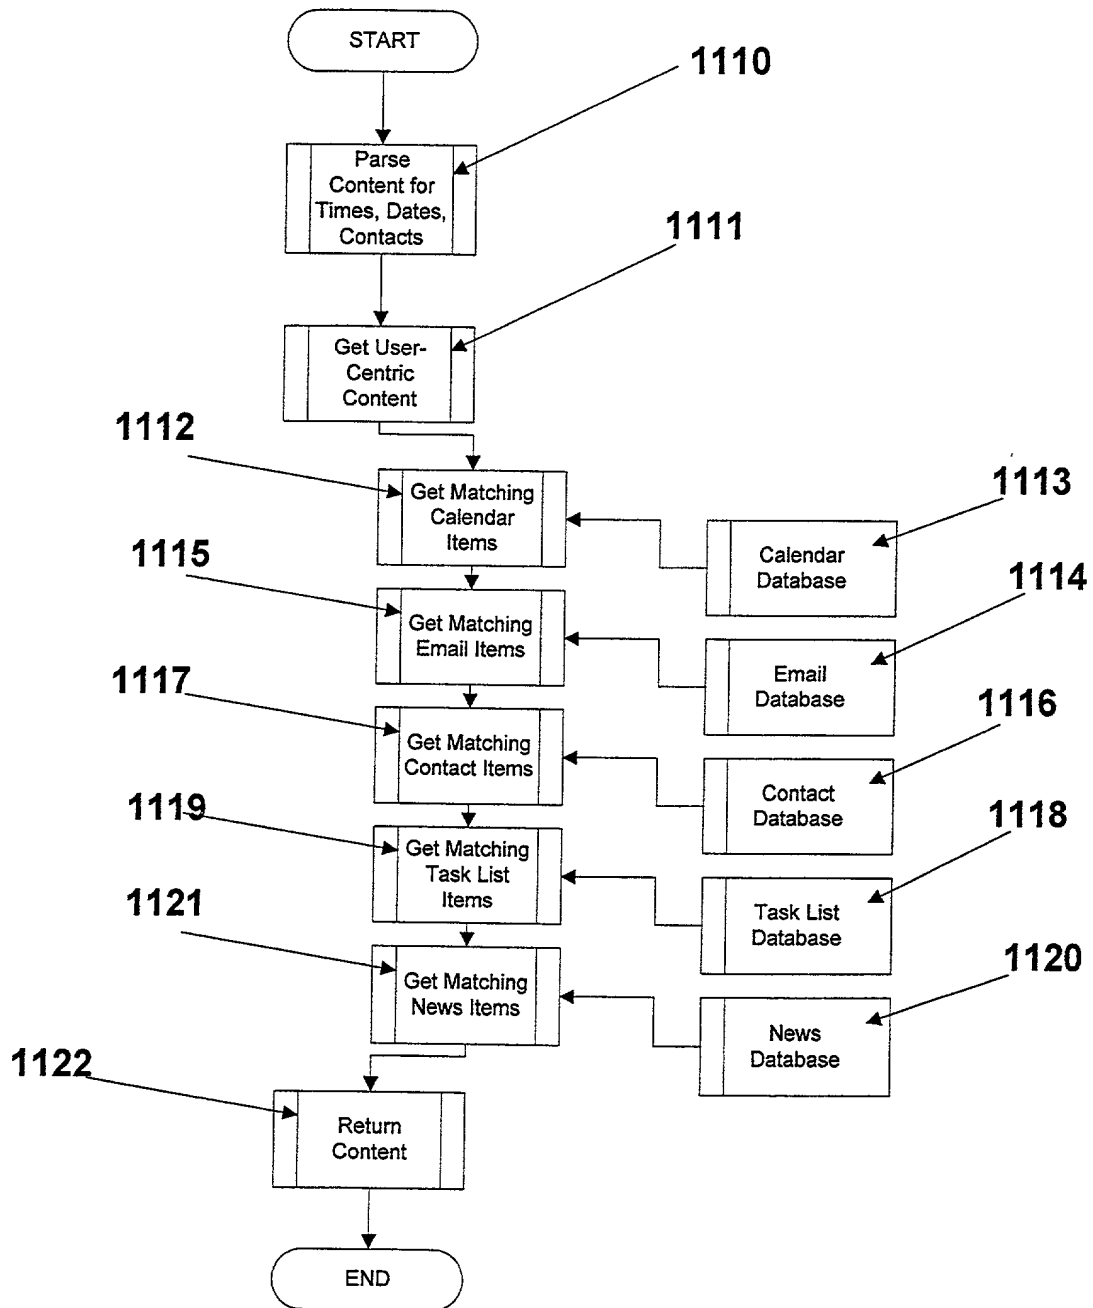 START
1110
Parse
Content for
Times, Dates,
Contacts
1111
Get User-
Centric
Content
1112
Get Matching
Calendar
Items
1113
Calendar
Database
1115
Get Matching
Email Items
1114
Email
Database
1117
Get Matching
Contact Items
1116
Contact
Database
1119
Get Matching
Task List
Items
1118
Task List
Database
1121
Get Matching
News Items
1120
News
Database
1122
Return
Content
END